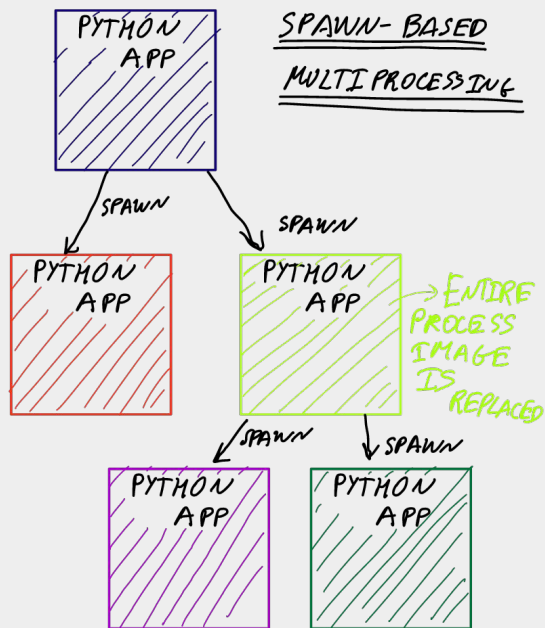 PYTHON
APP
SPAWN-BASED
MULTIPROCESSING
SPAWN
SPAWN
PYTHON
APP
PYTHON
APP
ENTIRE
PROCESS
IMAGE
IS
REPLACED
SPAWN
SPAWN
PYTHON
APP
PYTHON
APP